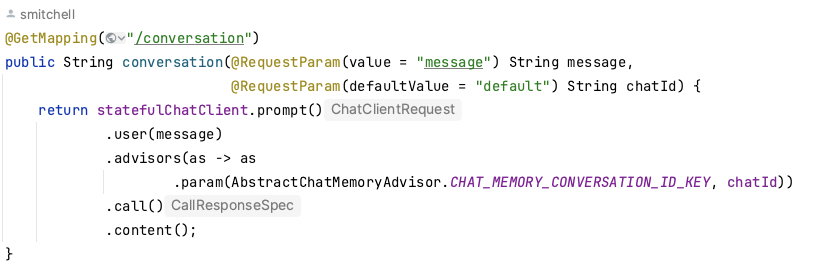 smitchell
@GetMapping("/conversation")
public String conversation(@RequestParam(value = "message") String message,
                           @RequestParam(defaultValue = "default") String chatId) {
    return statefulChatClient.prompt() ChatClientRequest
            .user(message)
            .advisors(as -> as
                    .param(AbstractChatMemoryAdvisor.CHAT_MEMORY_CONVERSATION_ID_KEY, chatId))
            .call() CallResponseSpec
            .content();
}